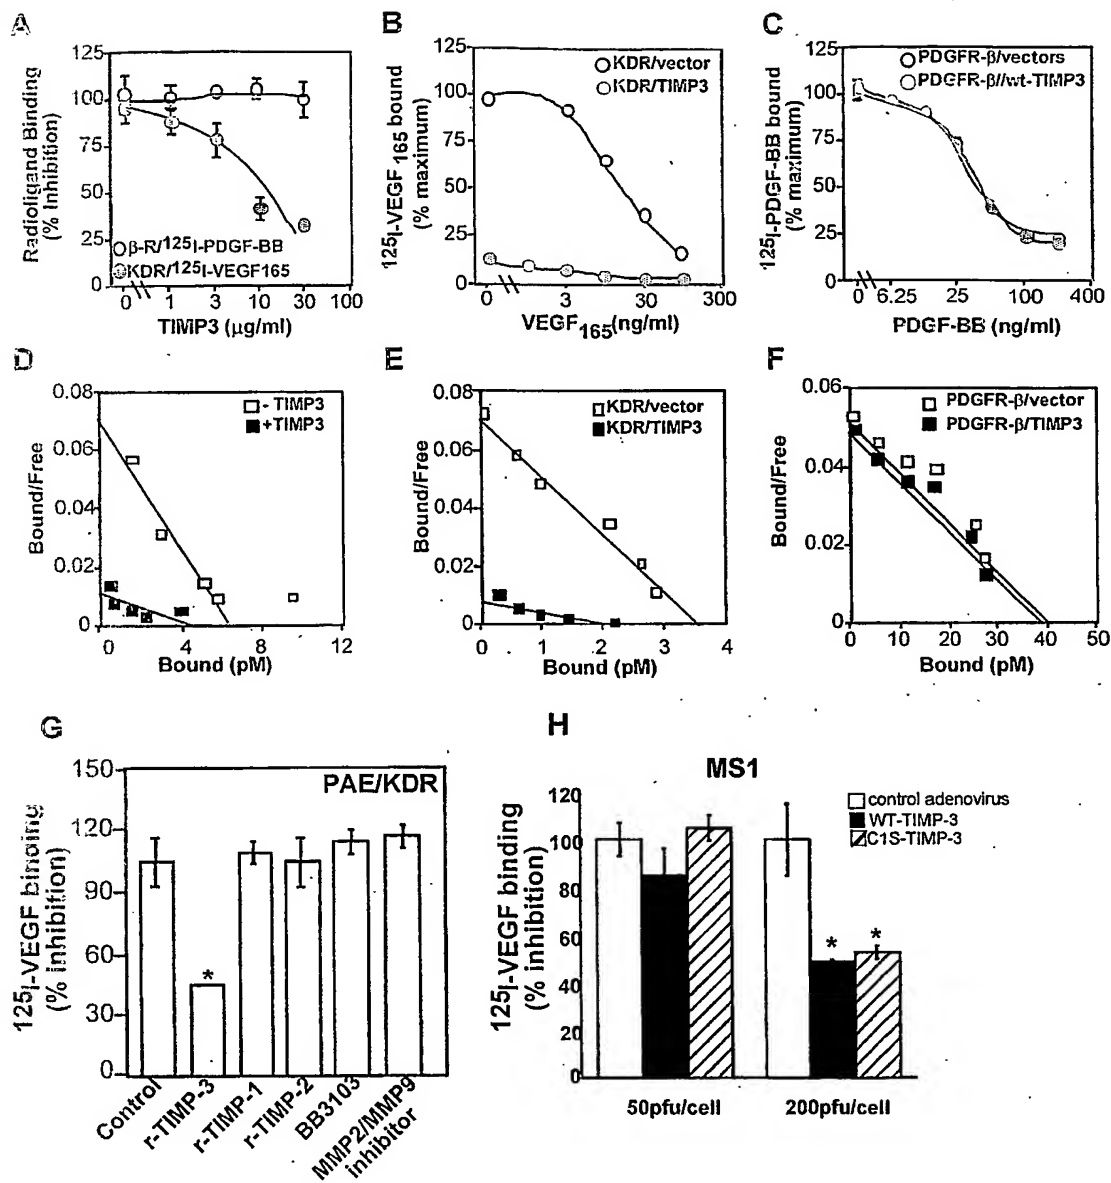 A
Radioligand Binding
(% Inhibition)
125
100
75
50
25
0
β-R/125I-PDGF-BB
KDR/125I-VEGF165
0 1 3 10 30 100
TIMP3 (μg/ml)
B
125I-VEGF 165 bound
(% maximum)
125
100
75
50
25
0
KDR/vector
KDR/TIMP3
0 3 30 300
VEGF165(ng/ml)
C
125I-PDGF-BB bound
(% maximum)
125
100
75
50
25
0
PDGFR-β/vectors
PDGFR-β//wt-TIMP3
0 6.25 25 100 400
PDGF-BB (ng/ml)
D
Bound/Free
0.08
0.06
0.04
0.02
0
- TIMP3
+TIMP3
0 4 8 12
Bound (pM)
E
Bound/Free
0.08
0.06
0.04
0.02
0
KDR/vector
KDR/TIMP3
0 1 2 3 4
Bound (pM)
F
Bound/Free
0.06
0.04
0.02
0
PDGFR-β/vector
PDGFR-β/TIMP3
0 10 20 30 40 50
Bound (pM)
G
125I-VEGF binding
(% inhibition)
150
120
90
60
30
0
PAE/KDR
*
Control
r-TIMP-3
r-TIMP-1
r-TIMP-2
BB3103
MMP2/MMP9
inhibitor
H
MS1
125I-VEGF binding
(% inhibition)
120
100
80
60
40
20
0
control adenovirus
WT-TIMP-3
C1S-TIMP-3
* *
50pfu/cell 200pfu/cell